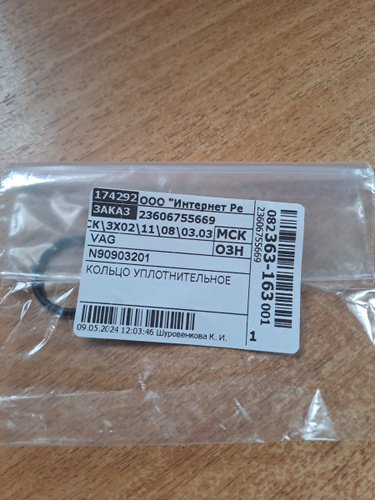 174292 ООО "Интернет Ре
ЗАКАЗ 23606755669
СК\3Х02\11\08\03.03 МСК
VAG ОЗН
N90903201
КОЛЬЦО УПЛОТНИТЕЛЬНОЕ
09.05.2024 12:03:46 Шуровенкова К. И.
1
23606755669
082363-163001